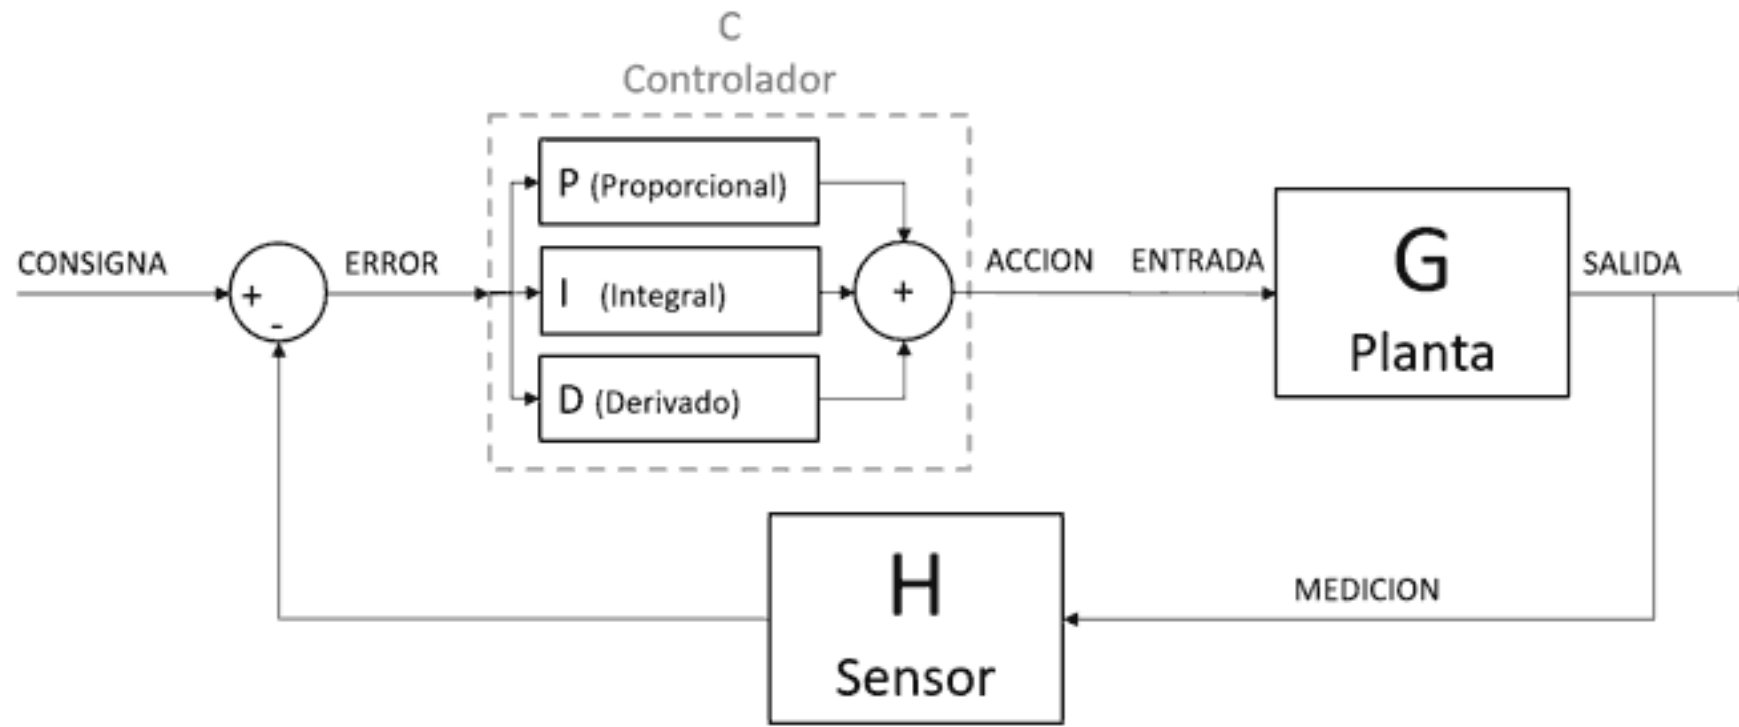 C
Controlador
P (Proporcional)
CONSIGNA
ERROR
I (Integral)
ACCION
ENTRADA
G
Planta
SALIDA
+
-
+
D (Derivado)
H
Sensor
MEDICION